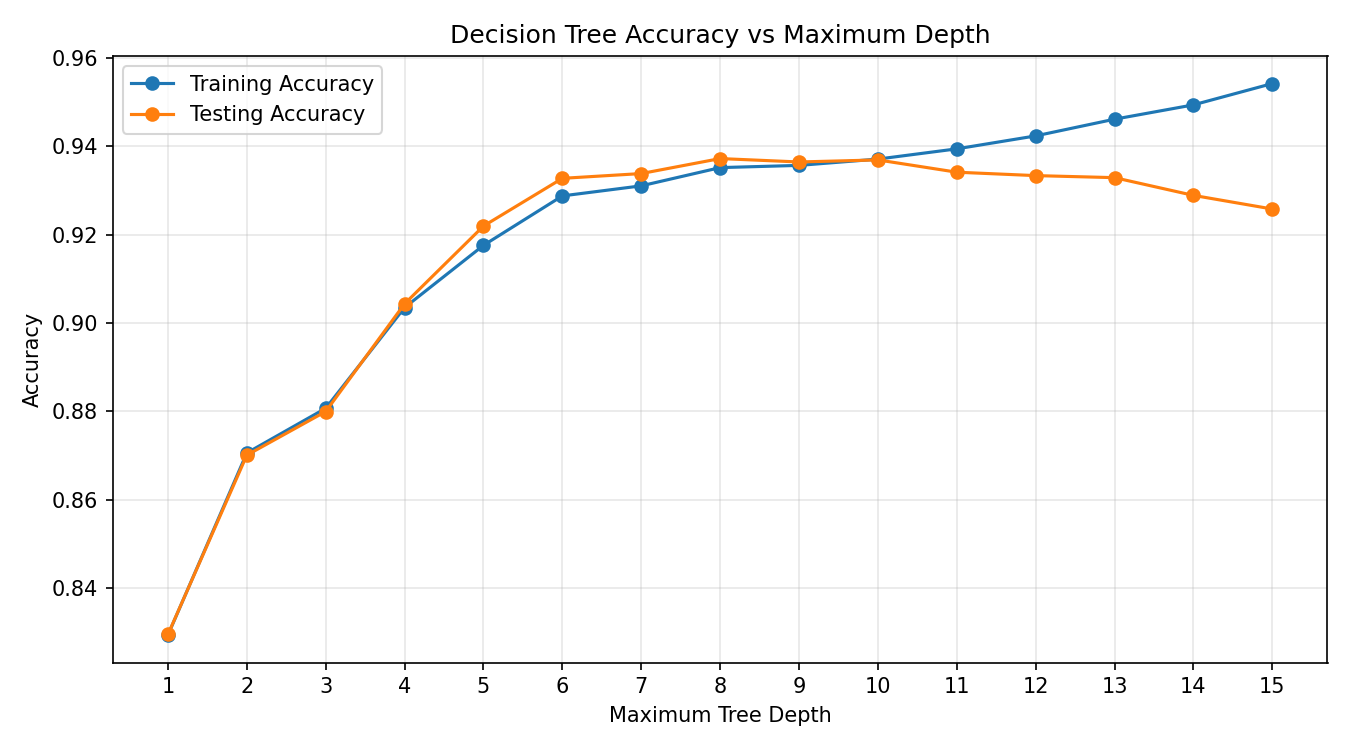 Decision Tree Accuracy vs Maximum Depth
Training Accuracy
Testing Accuracy
Accuracy
0.96
0.94
0.92
0.90
0.88
0.86
0.84
1 2 3 4 5 6 7 8 9 10 11 12 13 14 15
Maximum Tree Depth